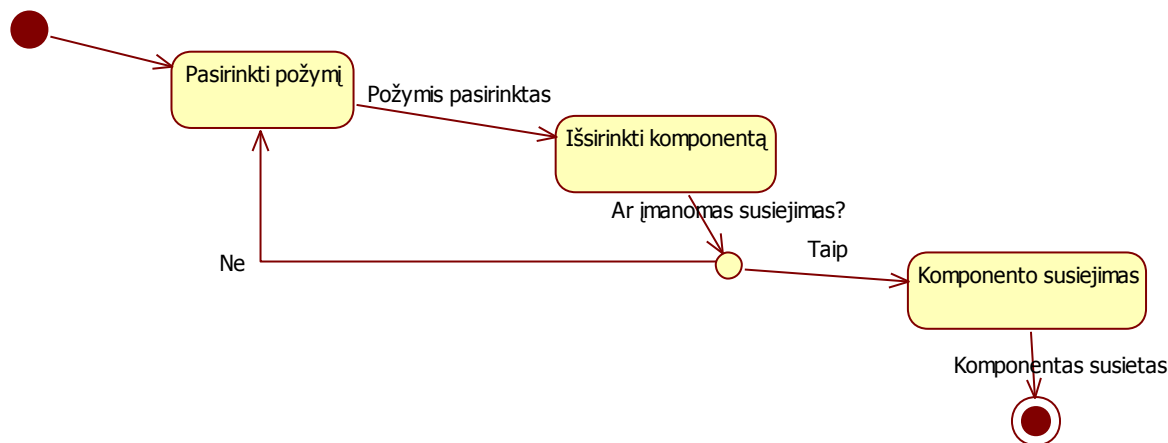 Pasirinkti požymį
Požymis pasirinktas
Išsirinkti komponentą
Ar įmanomas susiejimas?
Taip
Ne
Komponento susiejimas
Komponentas susietas